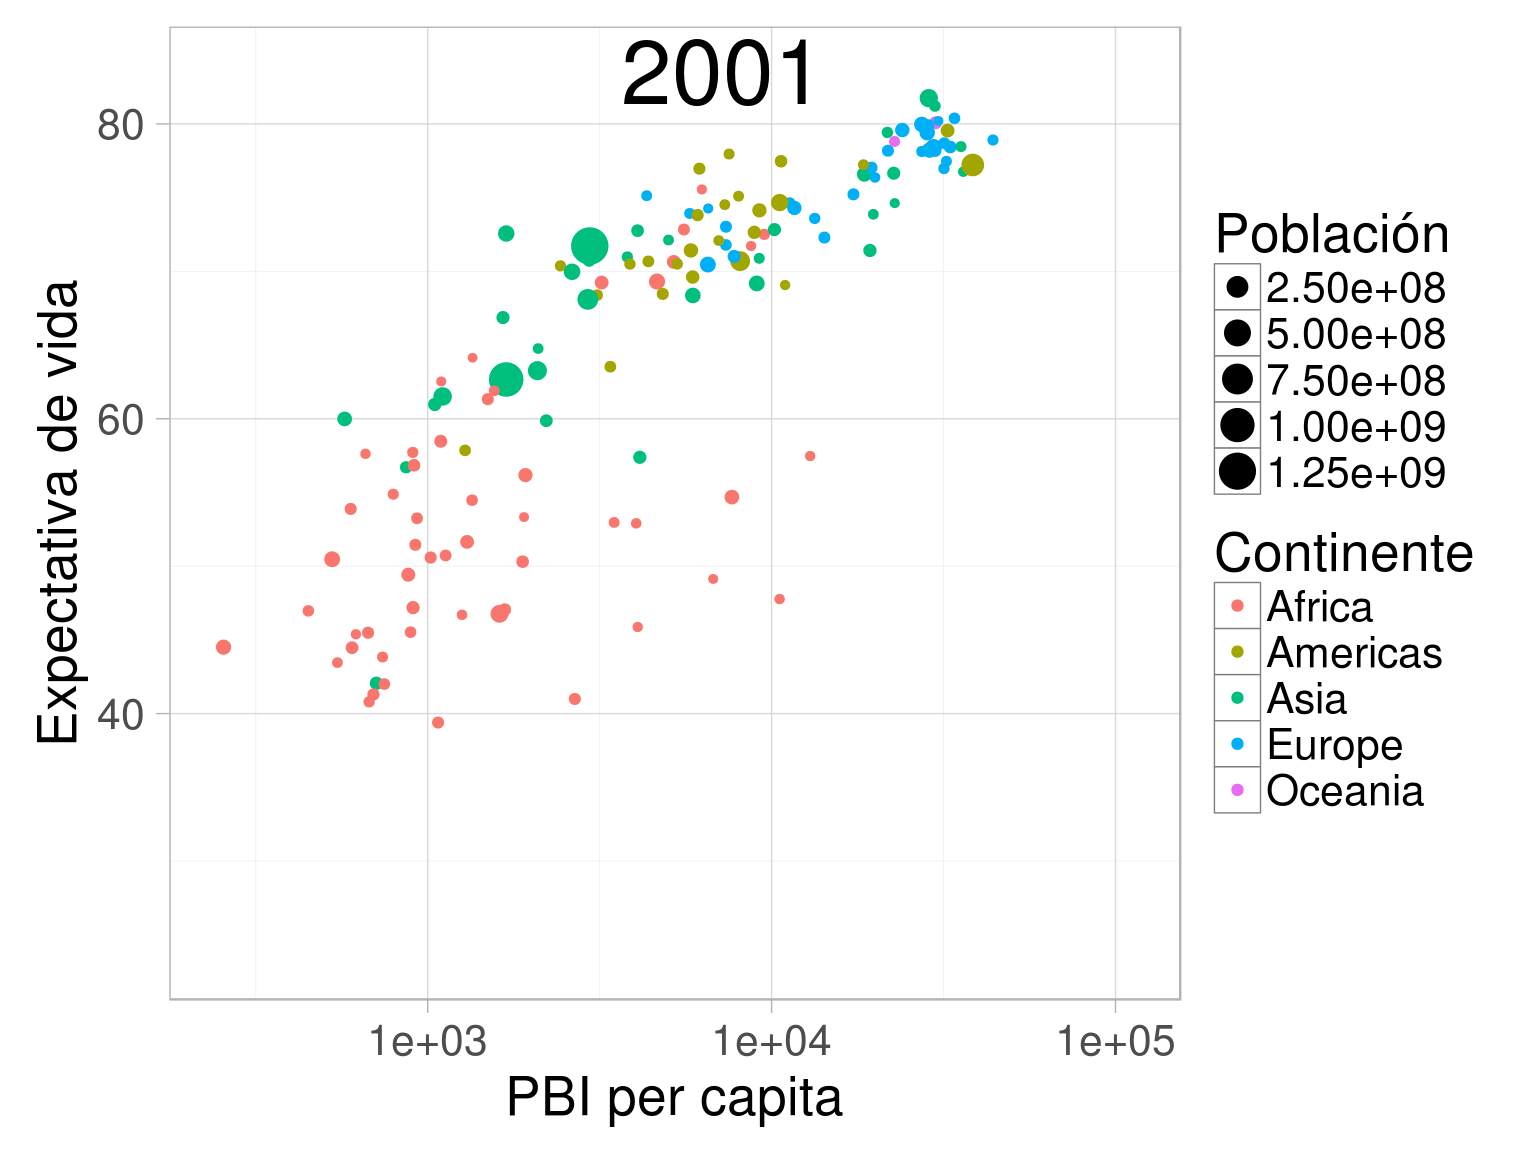 2001
80
60
40
Expectativa de vida
1e+03
1e+04
1e+05
PBI per capita
Población
2.50e+08
5.00e+08
7.50e+08
1.00e+09
1.25e+09
Continente
Africa
Americas
Asia
Europe
Oceania